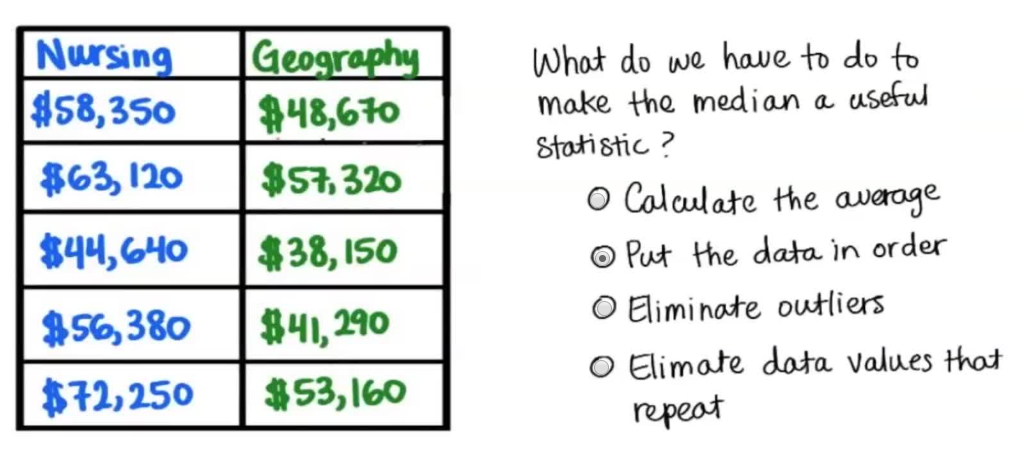 Nursing Geography
$58,350 $48,670
$63,120 $57,320
$44,640 $38,150
$56,380 $41,290
$72,250 $53,160
What do we have to do to
make the median a useful
statistic?
Calculate the average
Put the data in order
Eliminate outliers
Elimate data values that
repeat